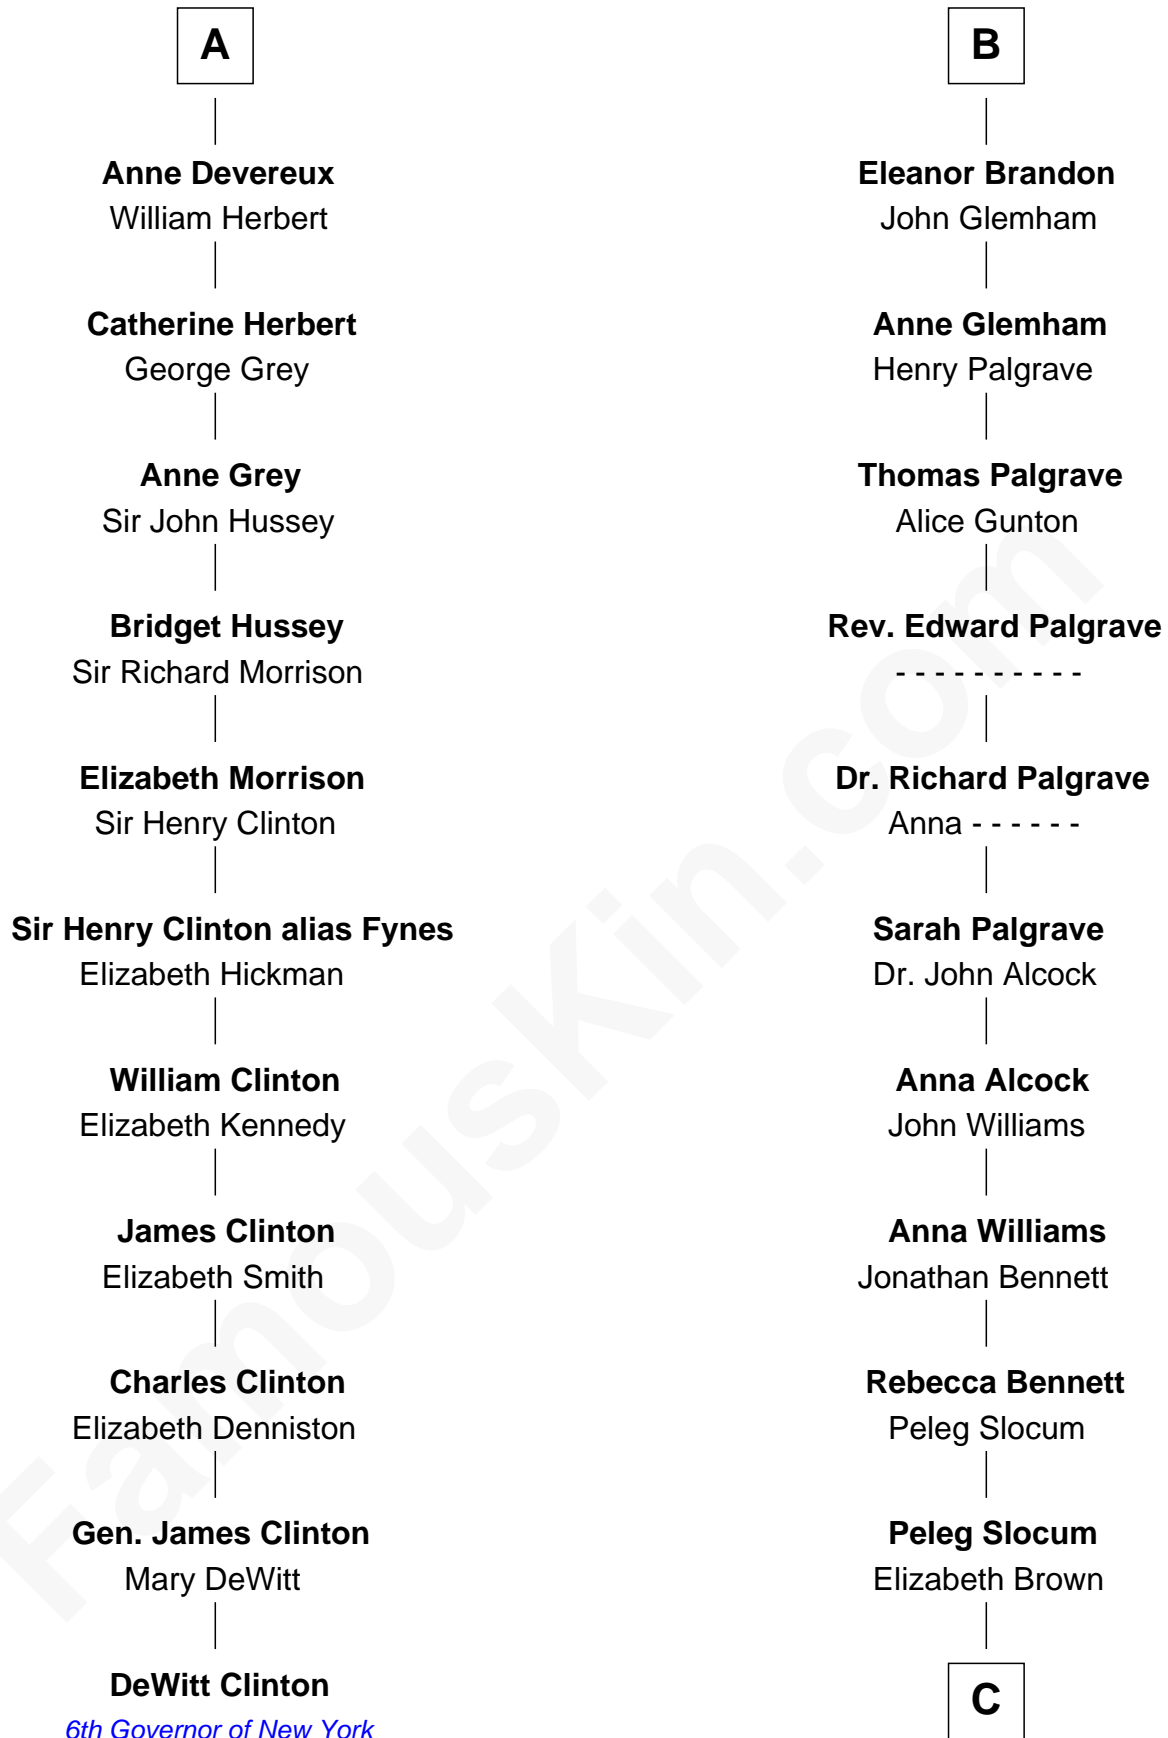 A
Anne Devereux
William Herbert
Catherine Herbert
George Grey
Anne Grey
Sir John Hussey
Bridget Hussey
Sir Richard Morrison
Elizabeth Morrison
Sir Henry Clinton
Sir Henry Clinton alias Fynes
Elizabeth Hickman
William Clinton
Elizabeth Kennedy
James Clinton
Elizabeth Smith
Charles Clinton
Elizabeth Denniston
Gen. James Clinton
Mary DeWitt
DeWitt Clinton
6th Governor of New York
B
Eleanor Brandon
John Glemham
Anne Glemham
Henry Palgrave
Thomas Palgrave
Alice Gunton
Rev. Edward Palgrave
- - - - - - - - - -
Dr. Richard Palgrave
Anna - - - - - -
Sarah Palgrave
Dr. John Alcock
Anna Alcock
John Williams
Anna Williams
Jonathan Bennett
Rebecca Bennett
Peleg Slocum
Peleg Slocum
Elizabeth Brown
C
FamousKin.com